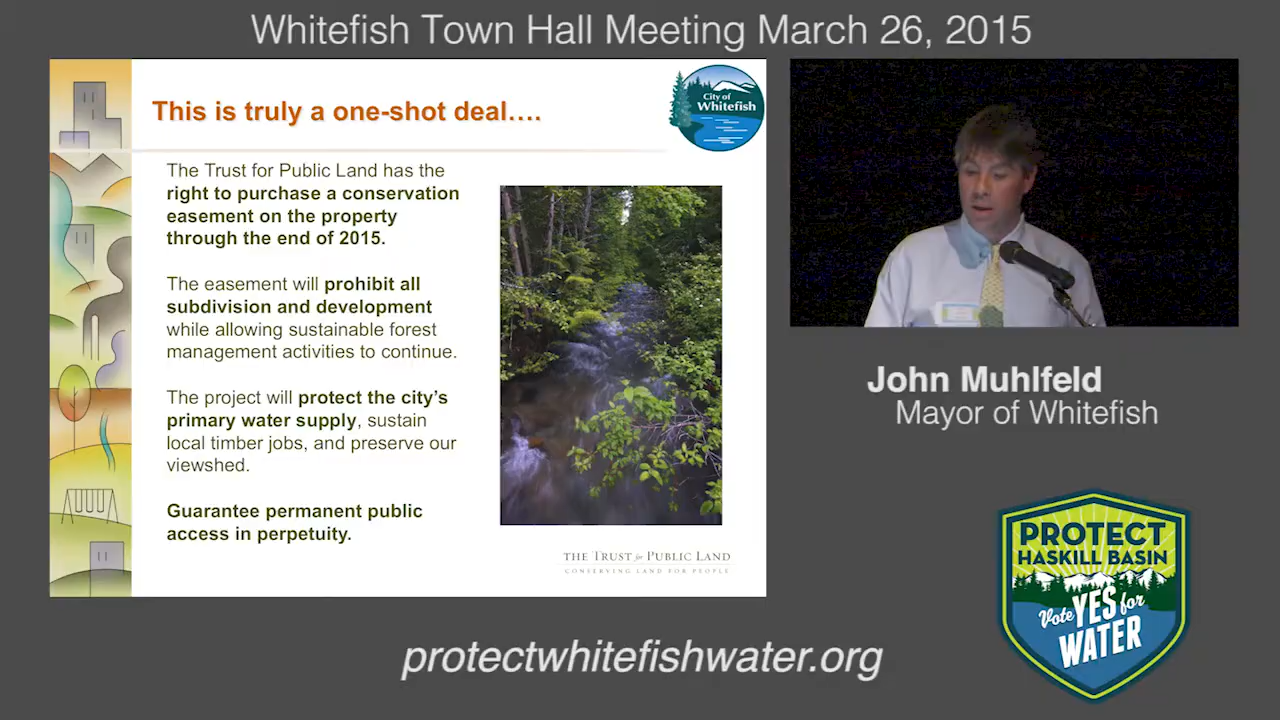 Whitefish Town Hall Meeting March 26, 2015
This is truly a one-shot deal....
City of
Whitefish
The Trust for Public Land has the
right to purchase a conservation
easement on the property
through the end of 2015.
The easement will prohibit all
subdivision and development
while allowing sustainable forest
management activities to continue.
The project will protect the city's
primary water supply, sustain
local timber jobs, and preserve our
viewshed.
Guarantee permanent public
access in perpetuity.
THE TRUST for PUBLIC LAND
CONSERVING LAND FOR PEOPLE
John Muhlfeld
Mayor of Whitefish
PROTECT
HASKILL BASIN
Vote YES for
WATER
protectwhitefishwater.org